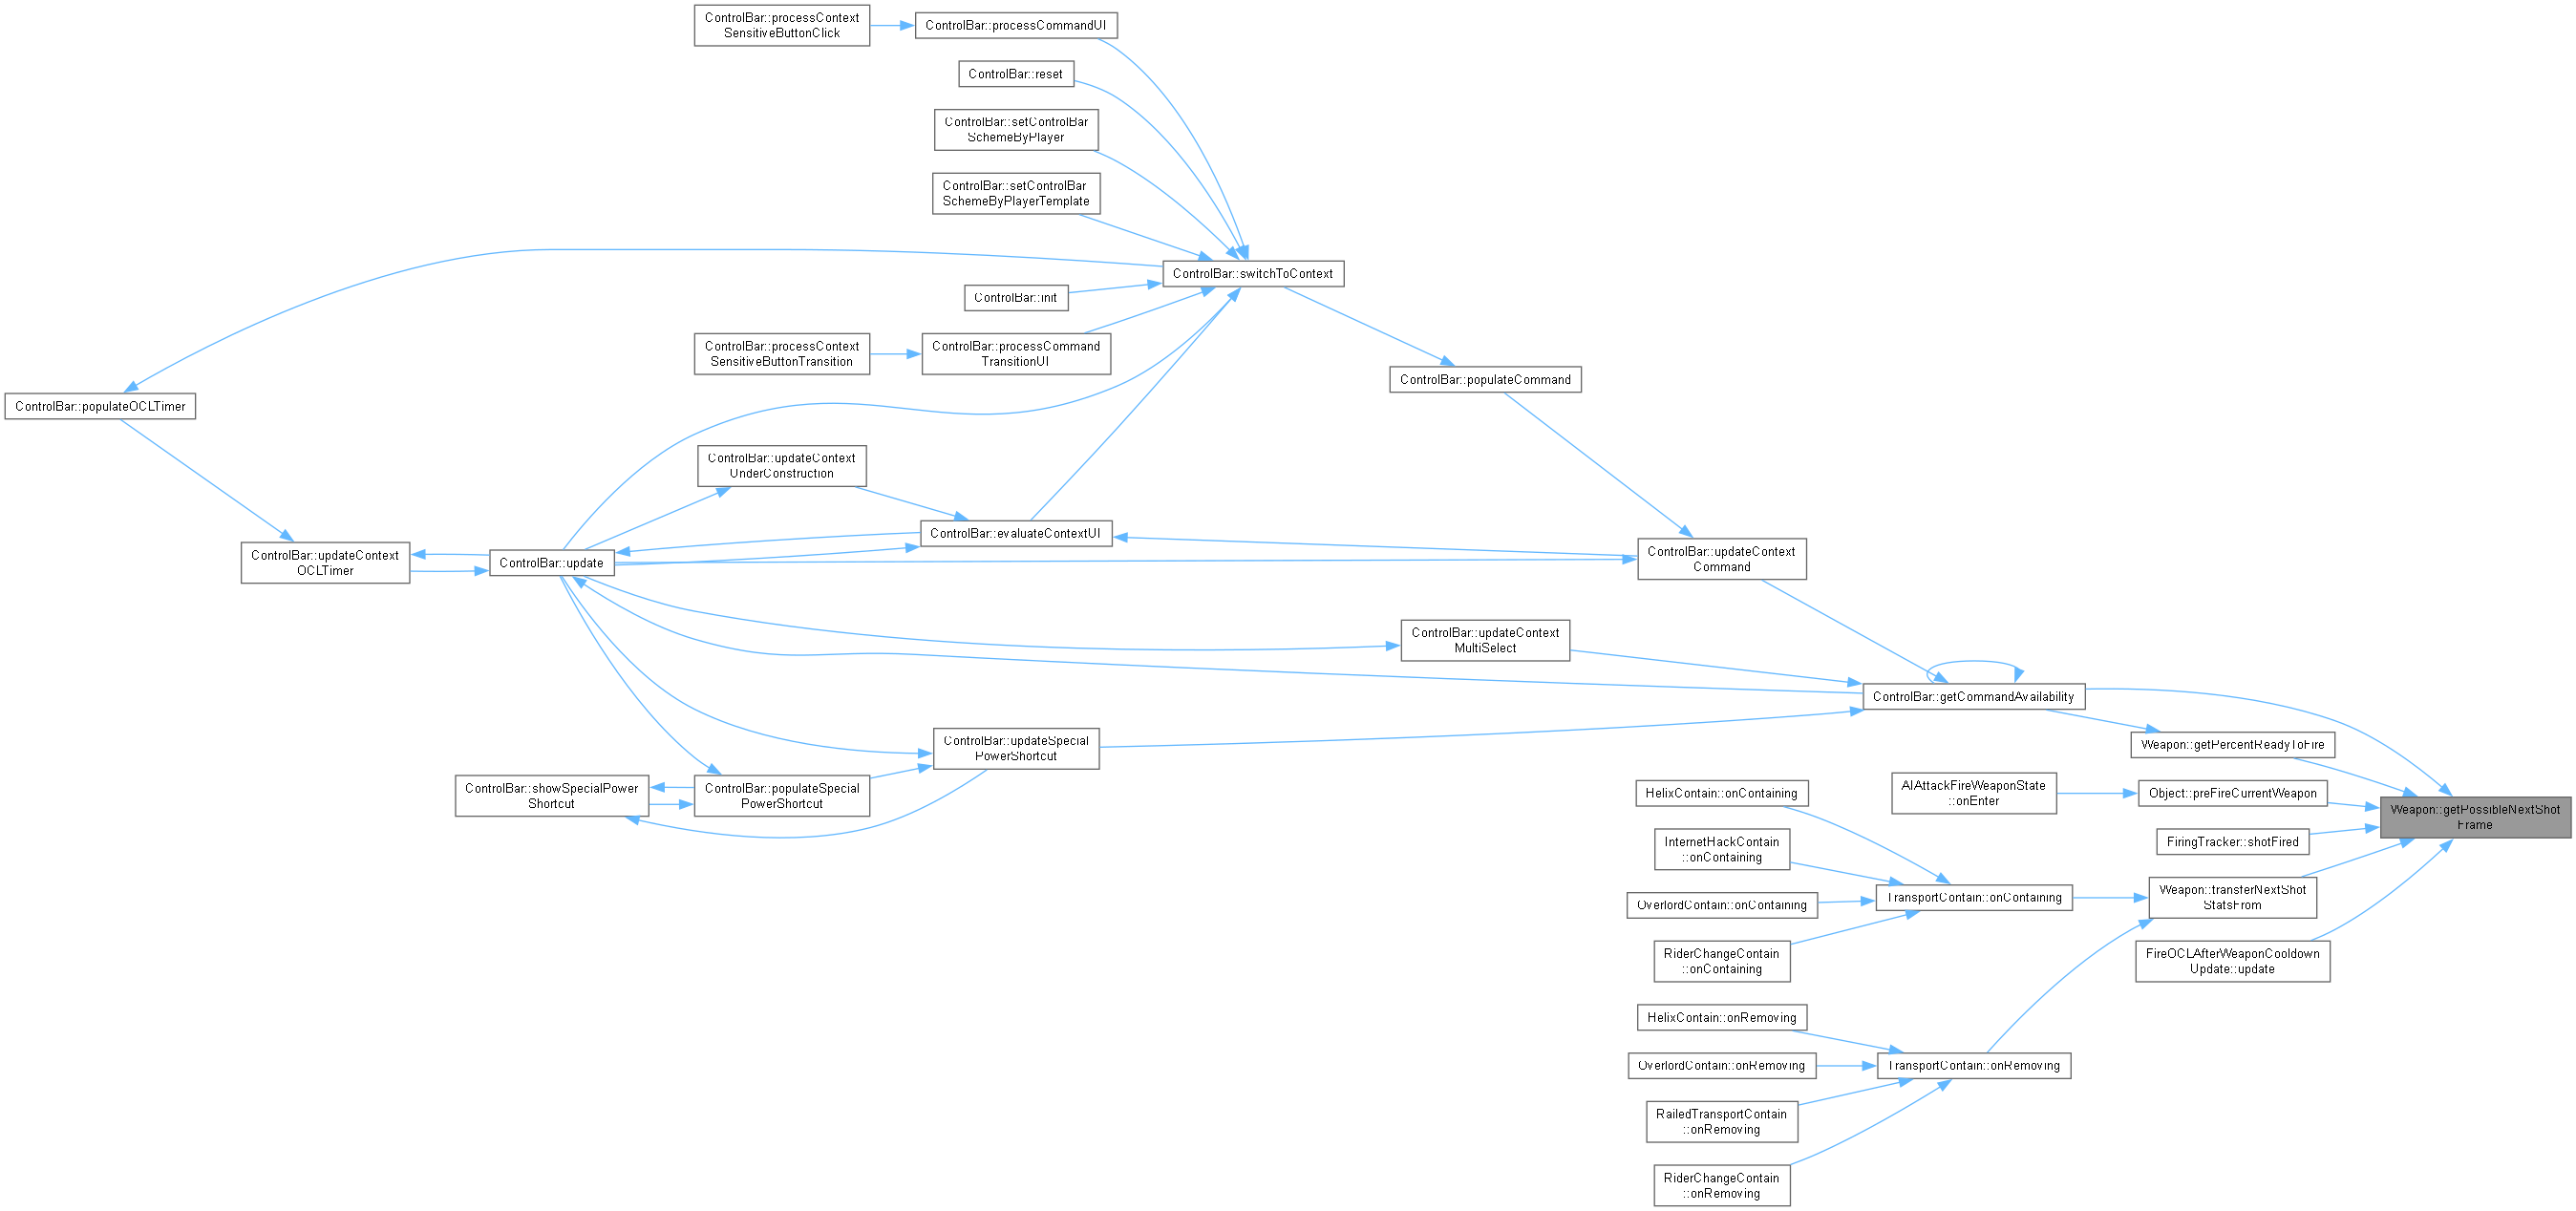 ControlBar::processContext
SensitiveButtonClick
ControlBar::processCommandUI
ControlBar::reset
ControlBar::setControlBar
SchemeByPlayer
ControlBar::setControlBar
SchemeByPlayerTemplate
ControlBar::switchToContext
ControlBar::init
ControlBar::processContext
SensitiveButtonTransition
ControlBar::processCommand
TransitionUI
ControlBar::populateCommand
ControlBar::populateOCLTimer
ControlBar::updateContext
UnderConstruction
ControlBar::evaluateContextUI
ControlBar::updateContext
OCLTimer
ControlBar::update
ControlBar::updateContext
Command
ControlBar::updateContext
MultiSelect
ControlBar::getCommandAvailability
ControlBar::updateSpecial
PowerShortcut
Weapon::getPercentReadyToFire
ControlBar::showSpecialPower
Shortcut
ControlBar::populateSpecial
PowerShortcut
HelixContain::onContaining
AIAttackFireWeaponState
::onEnter
Object::preFireCurrentWeapon
Weapon::getPossibleNextShot
Frame
InternetHackContain
::onContaining
FiringTracker::shotFired
OverlordContain::onContaining
TransportContain::onContaining
Weapon::transferNextShot
StatsFrom
RiderChangeContain
::onContaining
FireOCLAfterWeaponCooldown
Update::update
HelixContain::onRemoving
OverlordContain::onRemoving
TransportContain::onRemoving
RailedTransportContain
::onRemoving
RiderChangeContain
::onRemoving